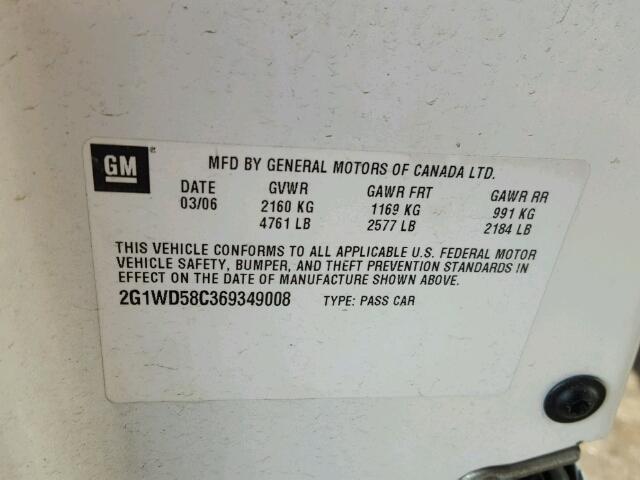 GM ®
MFD BY GENERAL MOTORS OF CANADA LTD.
DATE GVWR GAWR FRT GAWR RR
03/06 2160 KG 1169 KG 991 KG
4761 LB 2577 LB 2184 LB
THIS VEHICLE CONFORMS TO ALL APPLICABLE U.S. FEDERAL MOTOR
VEHICLE SAFETY, BUMPER, AND THEFT PREVENTION STANDARDS IN
EFFECT ON THE DATE OF MANUFACTURE SHOWN ABOVE.
2G1WD58C369349008 TYPE: PASS CAR